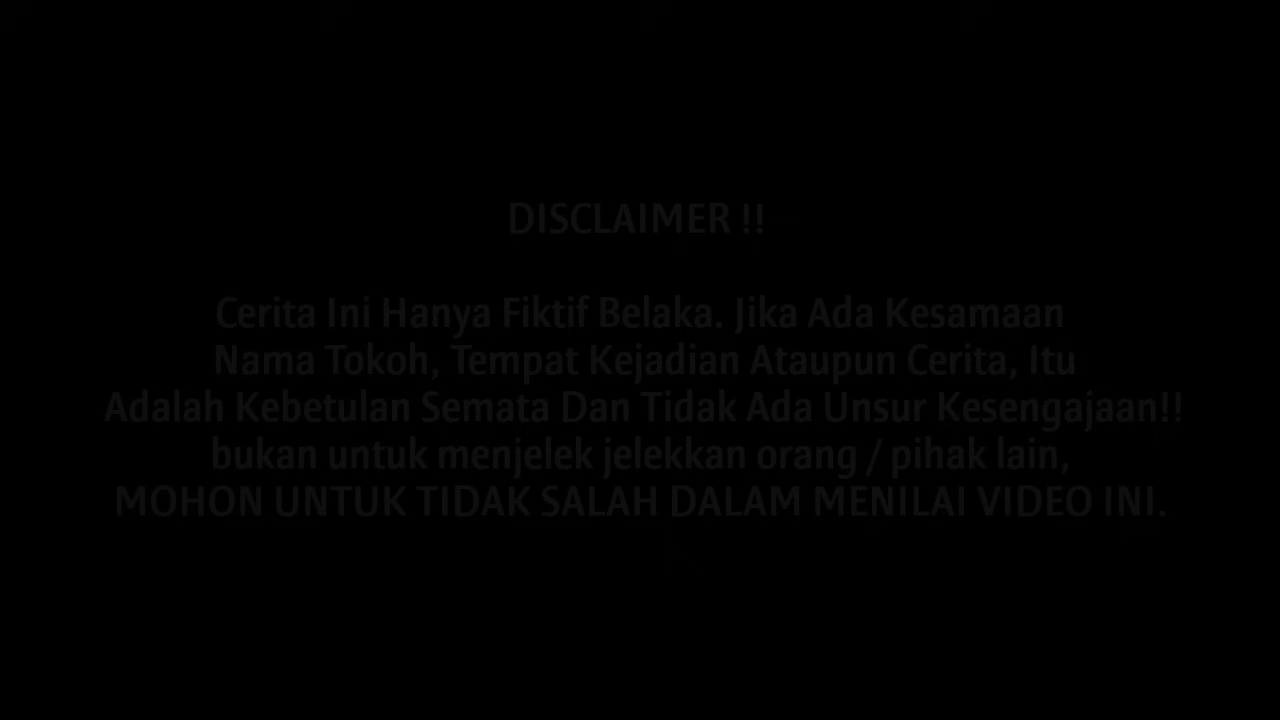 DISCLAIMER !!
Cerita Ini Hanya Fiktif Belaka. Jika Ada Kesamaan
Nama Tokoh, Tempat Kejadian Ataupun Cerita, Itu
Adalah Kebetulan Semata Dan Tidak Ada Unsur Kesengajaan!!
bukan untuk menjelek jelekkan orang / pihak lain,
MOHON UNTUK TIDAK SALAH DALAM MENILAI VIDEO INI.